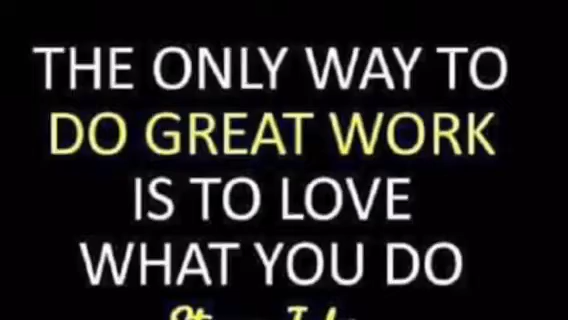 THE ONLY WAY TO
DO GREAT WORK
IS TO LOVE
WHAT YOU DO